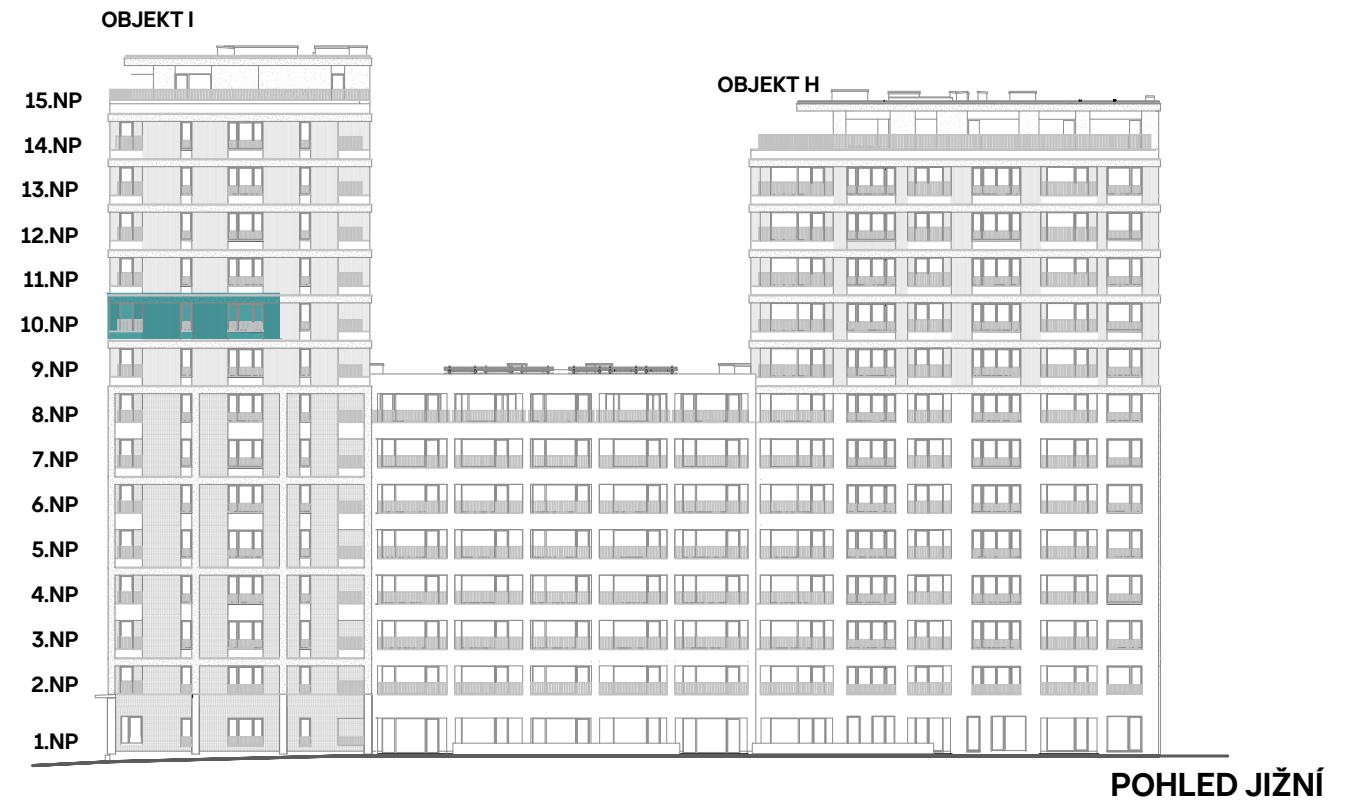 OBJEKT I
OBJEKT H
15.NP
14.NP
13.NP
12.NP
11.NP
10.NP
9.NP
8.NP
7.NP
6.NP
5.NP
4.NP
3.NP
2.NP
1.NP
POHLED JIŽNÍ